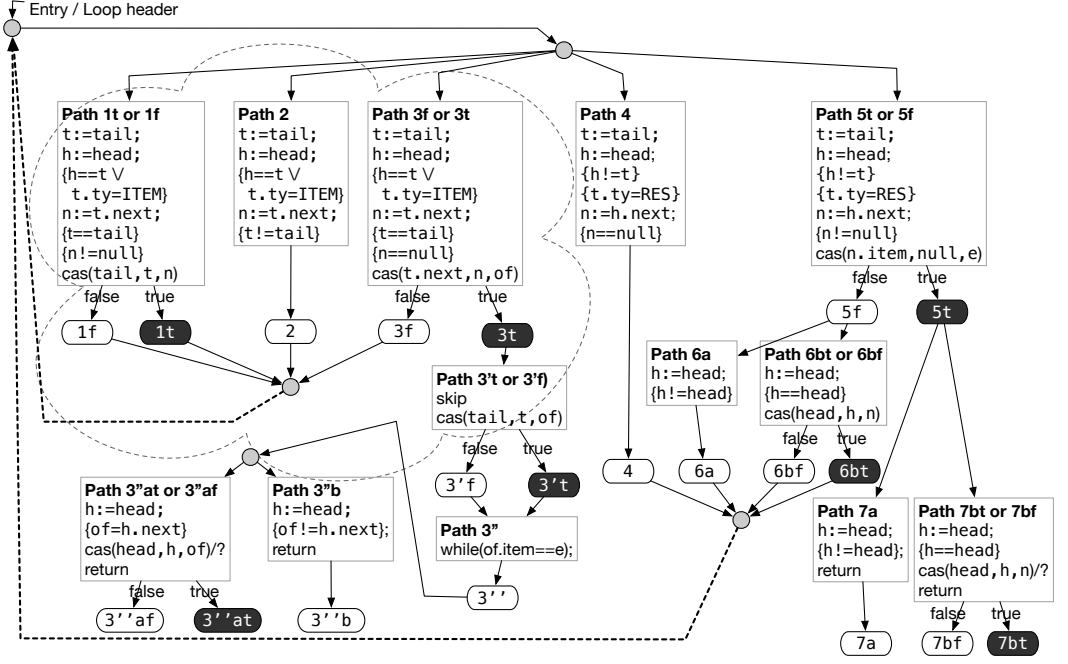 Entry / Loop header
Path 1t or 1f
t:=tail;
h:=head;
{h==t ∨
t.ty=ITEM}
n:=t.next;
{t==tail}
{n!=null}
cas(tail,t,n)
false
true
1f
1t
Path 2
t:=tail;
h:=head;
{h==t ∨
t.ty=ITEM}
n:=t.next;
{t!=tail}
2
Path 3f or 3t
t:=tail;
h:=head;
{h==t ∨
t.ty=ITEM}
n:=t.next;
{t==tail}
{n==null}
cas(t.next,n,of)
false
true
3f
3t
Path 3't or 3'f)
skip
cas(tail,t,of)
false
true
3'f
3't
Path 3”
while(of.item==e);
3''
Path 3”at or 3”af
h:=head;
{of=h.next}
cas(head,h,of)/?
return
false
true
3''af
3''at
Path 3”b
h:=head;
{of!=h.next};
return
3''b
Path 4
t:=tail;
h:=head;
{h!=t}
{t.ty=RES}
n:=h.next;
{n==null}
4
Path 5t or 5f
t:=tail;
h:=head;
{h!=t}
{t.ty=RES}
n:=h.next;
{n!=null}
cas(n.item,null,e)
false
true
5f
5t
Path 6a
h:=head;
{h!=head}
6a
Path 6bt or 6bf
h:=head;
{h==head}
cas(head,h,n)
false
true
6bf
6bt
Path 7a
h:=head;
{h!=head};
return
7a
Path 7bt or 7bf
h:=head;
{h==head}
cas(head,h,n)/?
return
false
true
7bf
7bt